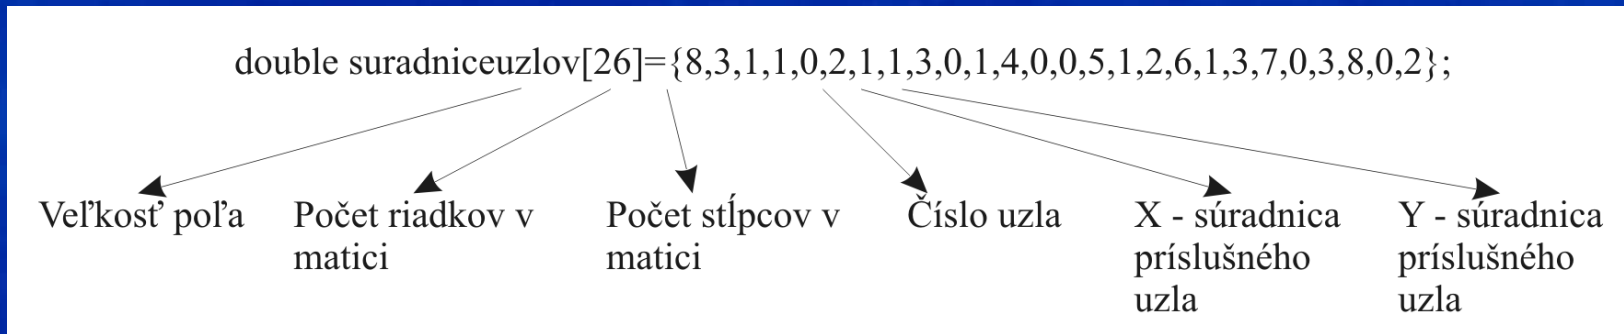 double suradniceuzlov[26]={8,3,1,1,0,2,1,1,3,0,1,4,0,0,5,1,2,6,1,3,7,0,3,8,0,2};
Veľkosť poľa
Počet riadkov v
matici
Počet stĺpcov v
matici
Číslo uzla
X - súradnica
príslušného
uzla
Y - súradnica
príslušného
uzla